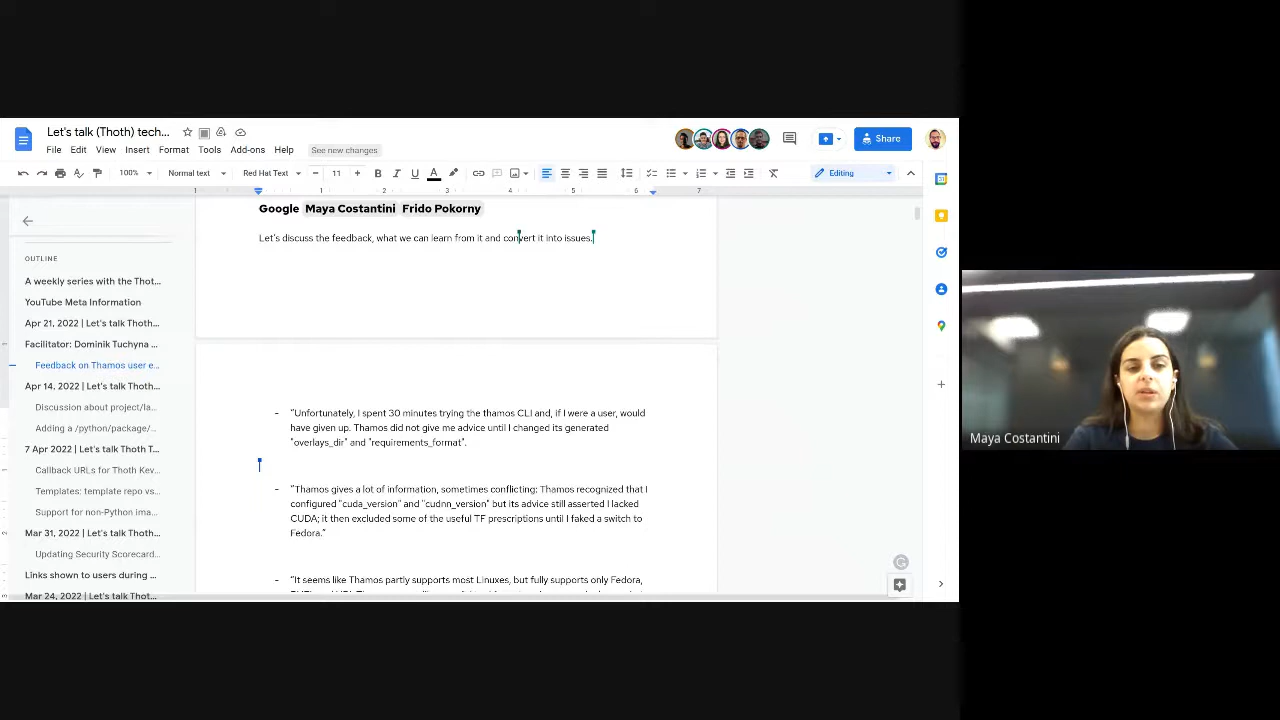 Let's talk (Thoth) tech...
File Edit View Insert Format Tools Add-ons Help See new changes
Share
100% Normal text Red Hat Text 11 Editing
1 1 2 3 4 5 6 7
OUTLINE
A weekly series with the Thot...
YouTube Meta Information
Apr 21, 2022 | Let's talk Thoth...
Facilitator: Dominik Tuchyna ...
Feedback on Thamos user e...
Apr 14, 2022 | Let's talk Thoth...
Discussion about project/la...
Adding a /python/package/...
7 Apr 2022 | Let's talk Thoth T...
Callback URLs for Thoth Kev...
Templates: template repo vs...
Support for non-Python ima...
Mar 31, 2022 | Let's talk Thoth...
Updating Security Scorecard...
Links shown to users during ...
Mar 24, 2022 | Let's talk Thot...
Google Maya Costantini Frido Pokorny
Let's discuss the feedback, what we can learn from it and convert it into issues.
- "Unfortunately, I spent 30 minutes trying the thamos CLI and, if I were a user, would
have given up. Thamos did not give me advice until I changed its generated
"overlays_dir" and "requirements_format".
- "Thamos gives a lot of information, sometimes conflicting: Thamos recognized that I
configured "cuda_version" and "cudnn_version" but its advice still asserted I lacked
CUDA; it then excluded some of the useful TF prescriptions until I faked a switch to
Fedora."
- "It seems like Thamos partly supports most Linuxes, but fully supports only Fedora,
Maya Costantini